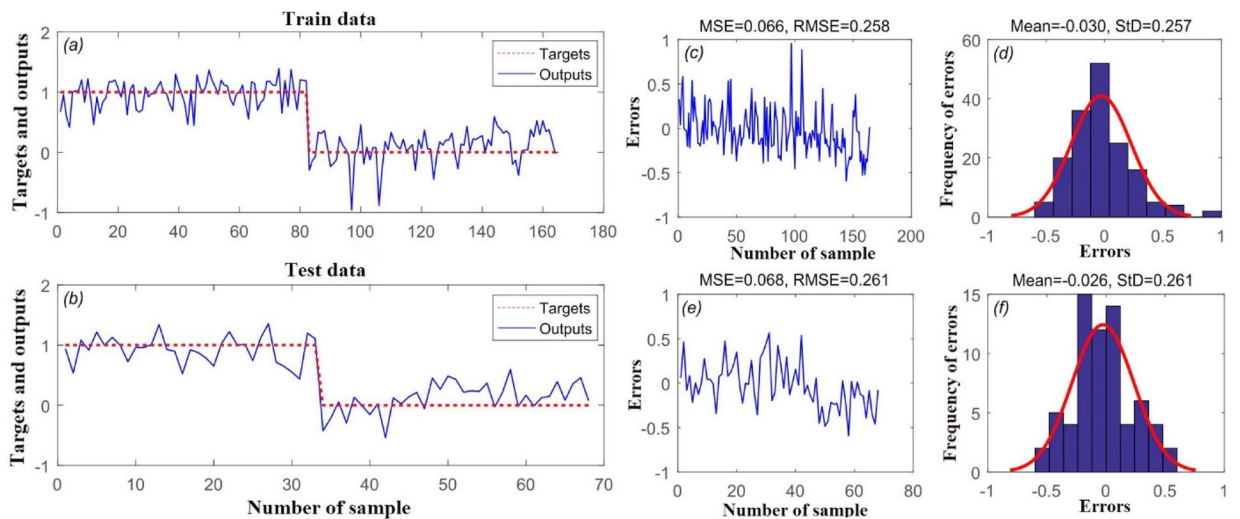 Train data
(a)
Targets
Outputs
Targets and outputs
2
1
0
-1
0 20 40 60 80 100 120 140 160 180
MSE=0.066, RMSE=0.258
(c)
Errors
1
0.5
0
-0.5
-1
0 50 100 150 200
Number of sample
Mean=-0.030, StD=0.257
(d)
Frequency of errors
60
40
20
0
-1 -0.5 0 0.5 1
Errors
Test data
(b)
Targets
Outputs
Targets and outputs
2
1
0
-1
0 10 20 30 40 50 60 70
Number of sample
MSE=0.068, RMSE=0.261
(e)
Errors
1
0.5
0
-0.5
-1
0 20 40 60 80
Number of sample
Mean=-0.026, StD=0.261
(f)
Frequency of errors
15
10
5
0
-1 -0.5 0 0.5 1
Errors